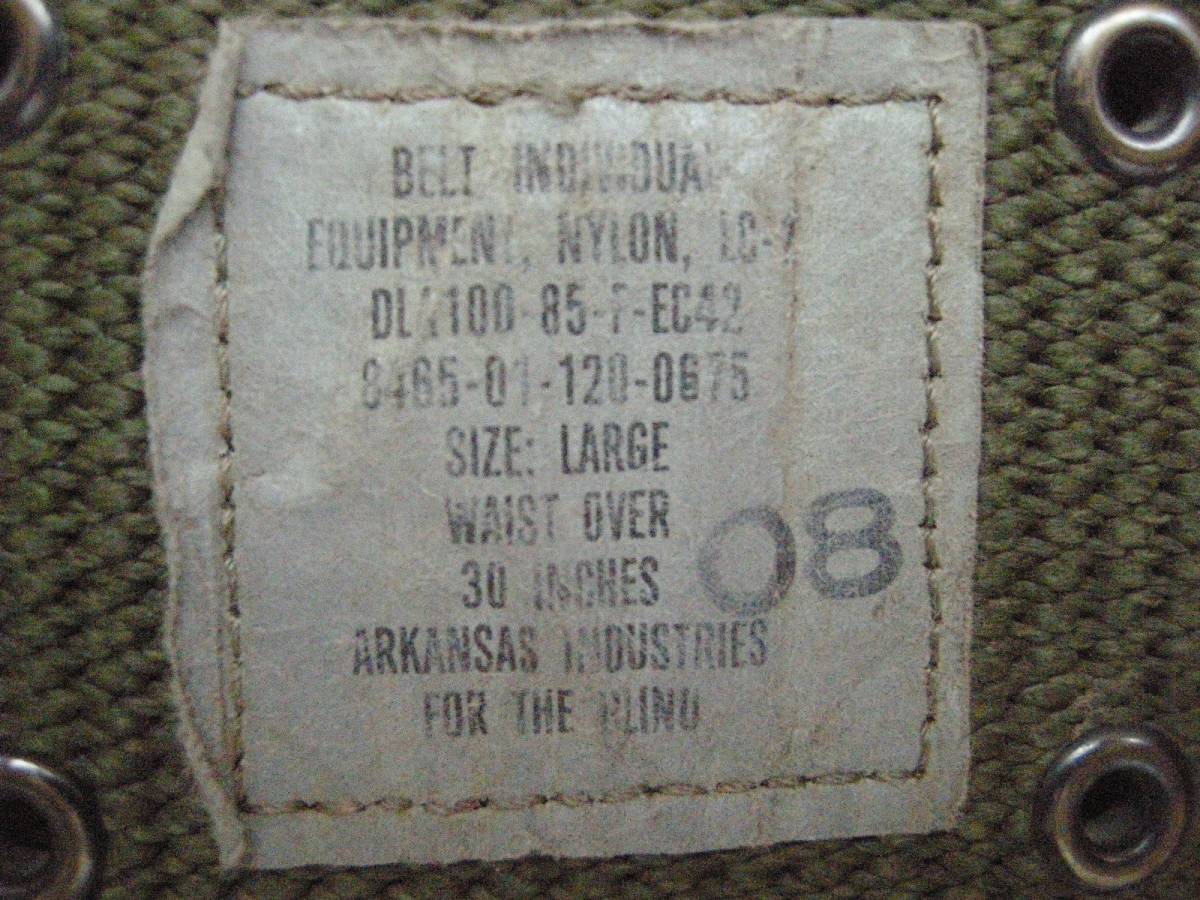 BELT INDIVIDUAL
EQUIPMENT, NYLON, LC-2
DLA100-85-F-EC42
8465-01-120-0675
SIZE: LARGE
WAIST OVER
30 INCHES
08
ARKANSAS INDUSTRIES
FOR THE BLIND